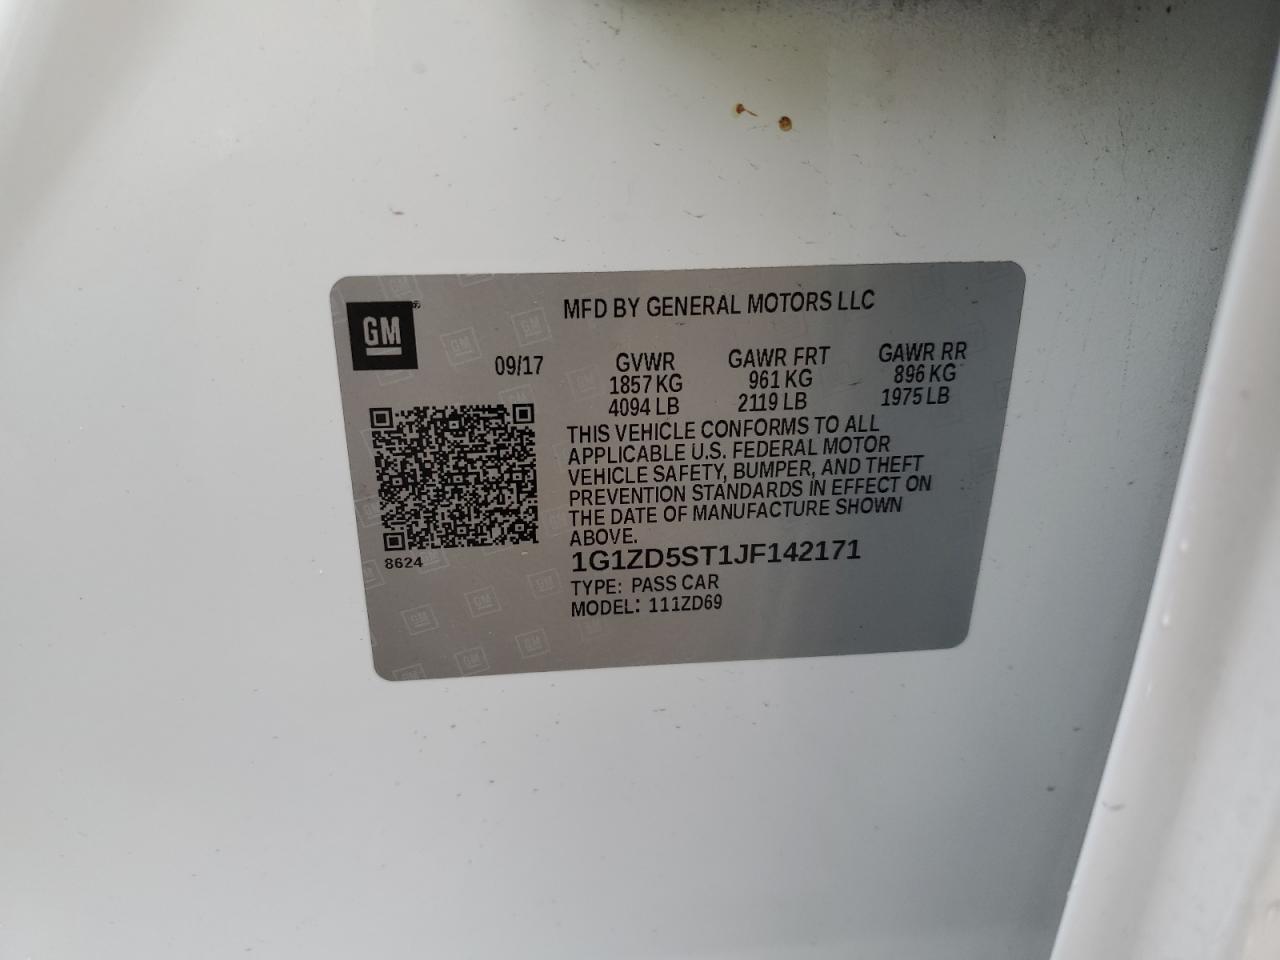 GM®
MFD BY GENERAL MOTORS LLC
09/17 GVWR GAWR FRT GAWR RR
1857 KG 961 KG 896 KG
4094 LB 2119 LB 1975 LB
THIS VEHICLE CONFORMS TO ALL
APPLICABLE U.S. FEDERAL MOTOR
VEHICLE SAFETY, BUMPER, AND THEFT
PREVENTION STANDARDS IN EFFECT ON
THE DATE OF MANUFACTURE SHOWN
ABOVE.
8624
1G1ZD5ST1JF142171
TYPE: PASS CAR
MODEL: 111ZD69